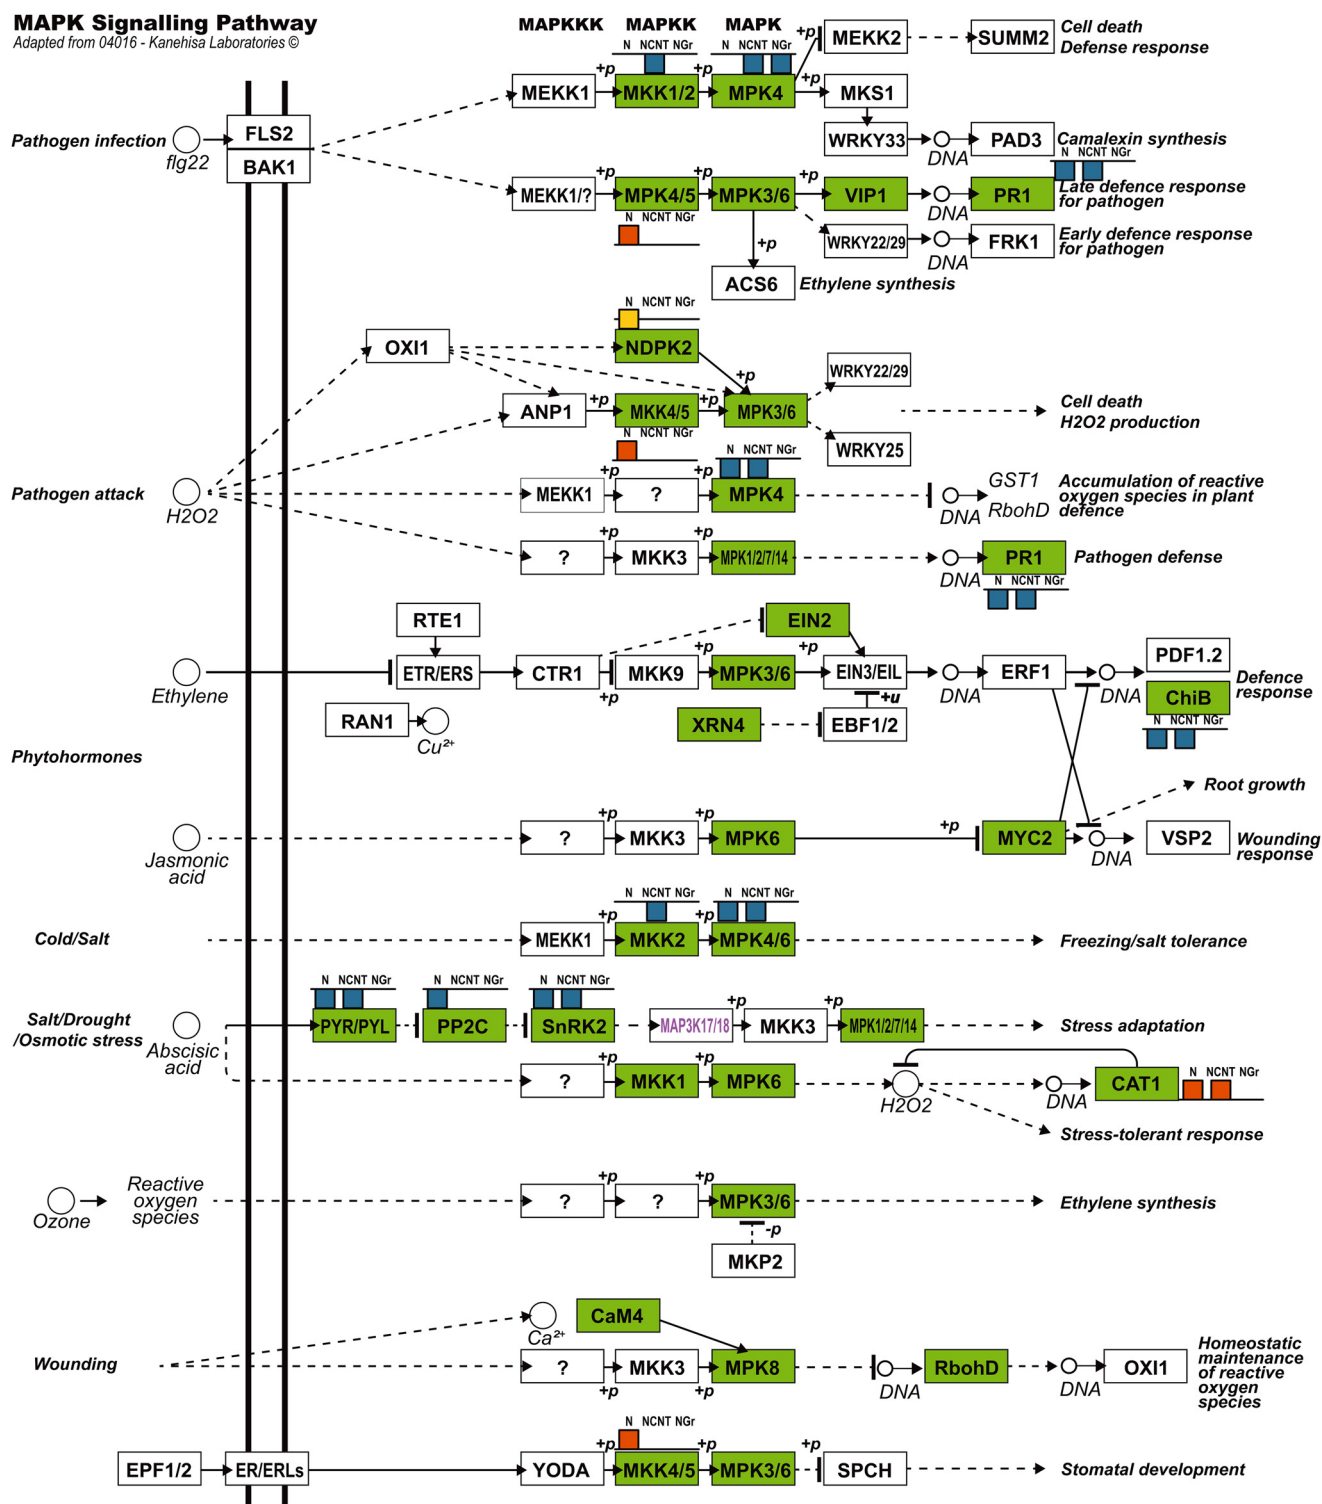 MAPK Signalling Pathway
Adapted from 04016 - Kanehisa Laboratories ©
MAPKKK MAPKK MAPK
N NCNT NGr
N NCNT NGr
+p
MEKK2
SUMM2
Cell death
Defense response
MEKK1
+p
MKK1/2
+p
MPK4
+p
MKS1
Pathogen infection
flg22
FLS2
BAK1
WRKY33
DNA
PAD3
Camalexin synthesis
N NCNT NGr
MEKK1/?
+p
MPK4/5
+p
MPK3/6
+p
VIP1
DNA
PR1
Late defence response
for pathogen
N NCNT NGr
+p
WRKY22/29
DNA
FRK1
Early defence response
for pathogen
ACS6
Ethylene synthesis
N NCNT NGr
OXI1
NDPK2
+p
WRKY22/29
ANP1
+p
MKK4/5
+p
MPK3/6
Cell death
H2O2 production
N NCNT NGr
WRKY25
N NCNT NGr
Pathogen attack
H2O2
MEKK1
+p
?
+p
MPK4
DNA
GST1
RbohD
Accumulation of reactive
oxygen species in plant
defence
?
+p
MKK3
+p
MPK1/2/7/14
DNA
PR1
Pathogen defense
N NCNT NGr
RTE1
EIN2
Ethylene
ETR/ERS
CTR1
+p
MKK9
+p
MPK3/6
+p
EIN3/EIL
DNA
ERF1
DNA
PDF1.2
ChiB
Defence
response
N NCNT NGr
RAN1
Cu²⁺
XRN4
+u
EBF1/2
Phytohormones
Root growth
Jasmonic
acid
?
+p
MKK3
+p
MPK6
+p
MYC2
DNA
VSP2
Wounding
response
N NCNT NGr
N NCNT NGr
Cold/Salt
MEKK1
+p
MKK2
+p
MPK4/6
Freezing/salt tolerance
N NCNT NGr
N NCNT NGr
N NCNT NGr
Salt/Drought
/Osmotic stress
Abscisic
acid
PYR/PYL
PP2C
SnRK2
MAP3K17/18
+p
MKK3
+p
MPK1/2/7/14
Stress adaptation
?
+p
MKK1
+p
MPK6
H2O2
DNA
CAT1
N NCNT NGr
Stress-tolerant response
Ozone
Reactive
oxygen
species
?
+p
?
+p
MPK3/6
Ethylene synthesis
-p
MKP2
Ca²⁺
CaM4
Wounding
?
+p
MKK3
+p
MPK8
DNA
RbohD
DNA
OXI1
Homeostatic
maintenance
of reactive
oxygen
species
N NCNT NGr
EPF1/2
ER/ERLs
YODA
+p
MKK4/5
+p
MPK3/6
+p
SPCH
Stomatal development